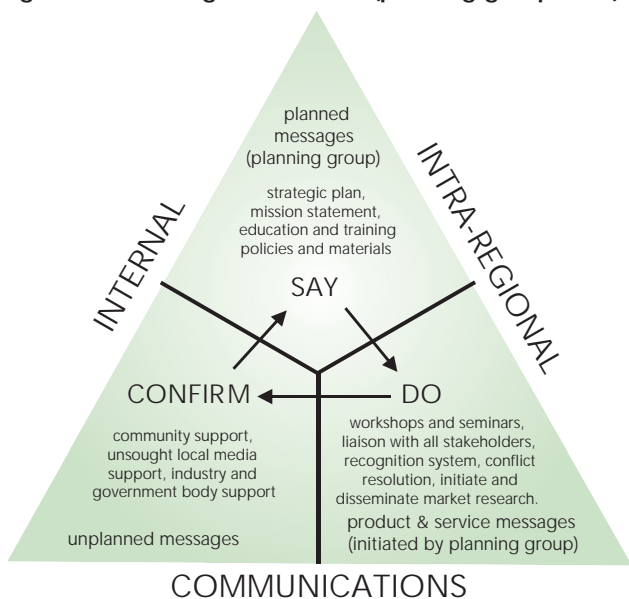 planned
messages
(planning group)
strategic plan,
mission statement,
education and training
policies and materials
INTERNAL
INTRA-REGIONAL
SAY
CONFIRM
DO
community support,
unsought local media
support, industry and
government body support
unplanned messages
workshops and seminars,
liaison with all stakeholders,
recognition system, conflict
resolution, initiate and
disseminate market research.
product & service messages
(initiated by planning group)
COMMUNICATIONS